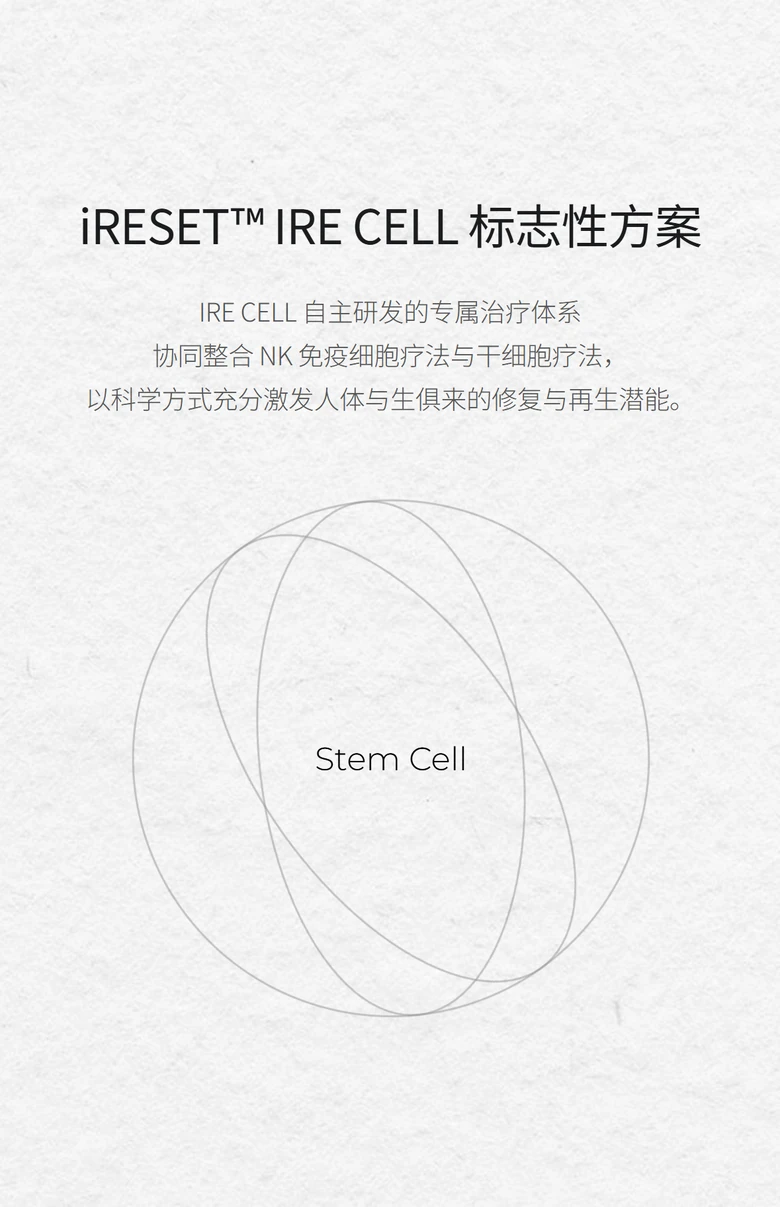 iRESET™ IRE CELL 标志性方案
IRE CELL 自主研发的专属治疗体系
协同整合 NK 免疫细胞疗法与干细胞疗法，
以科学方式充分激发人体与生俱来的修复与再生潜能。
Stem Cell